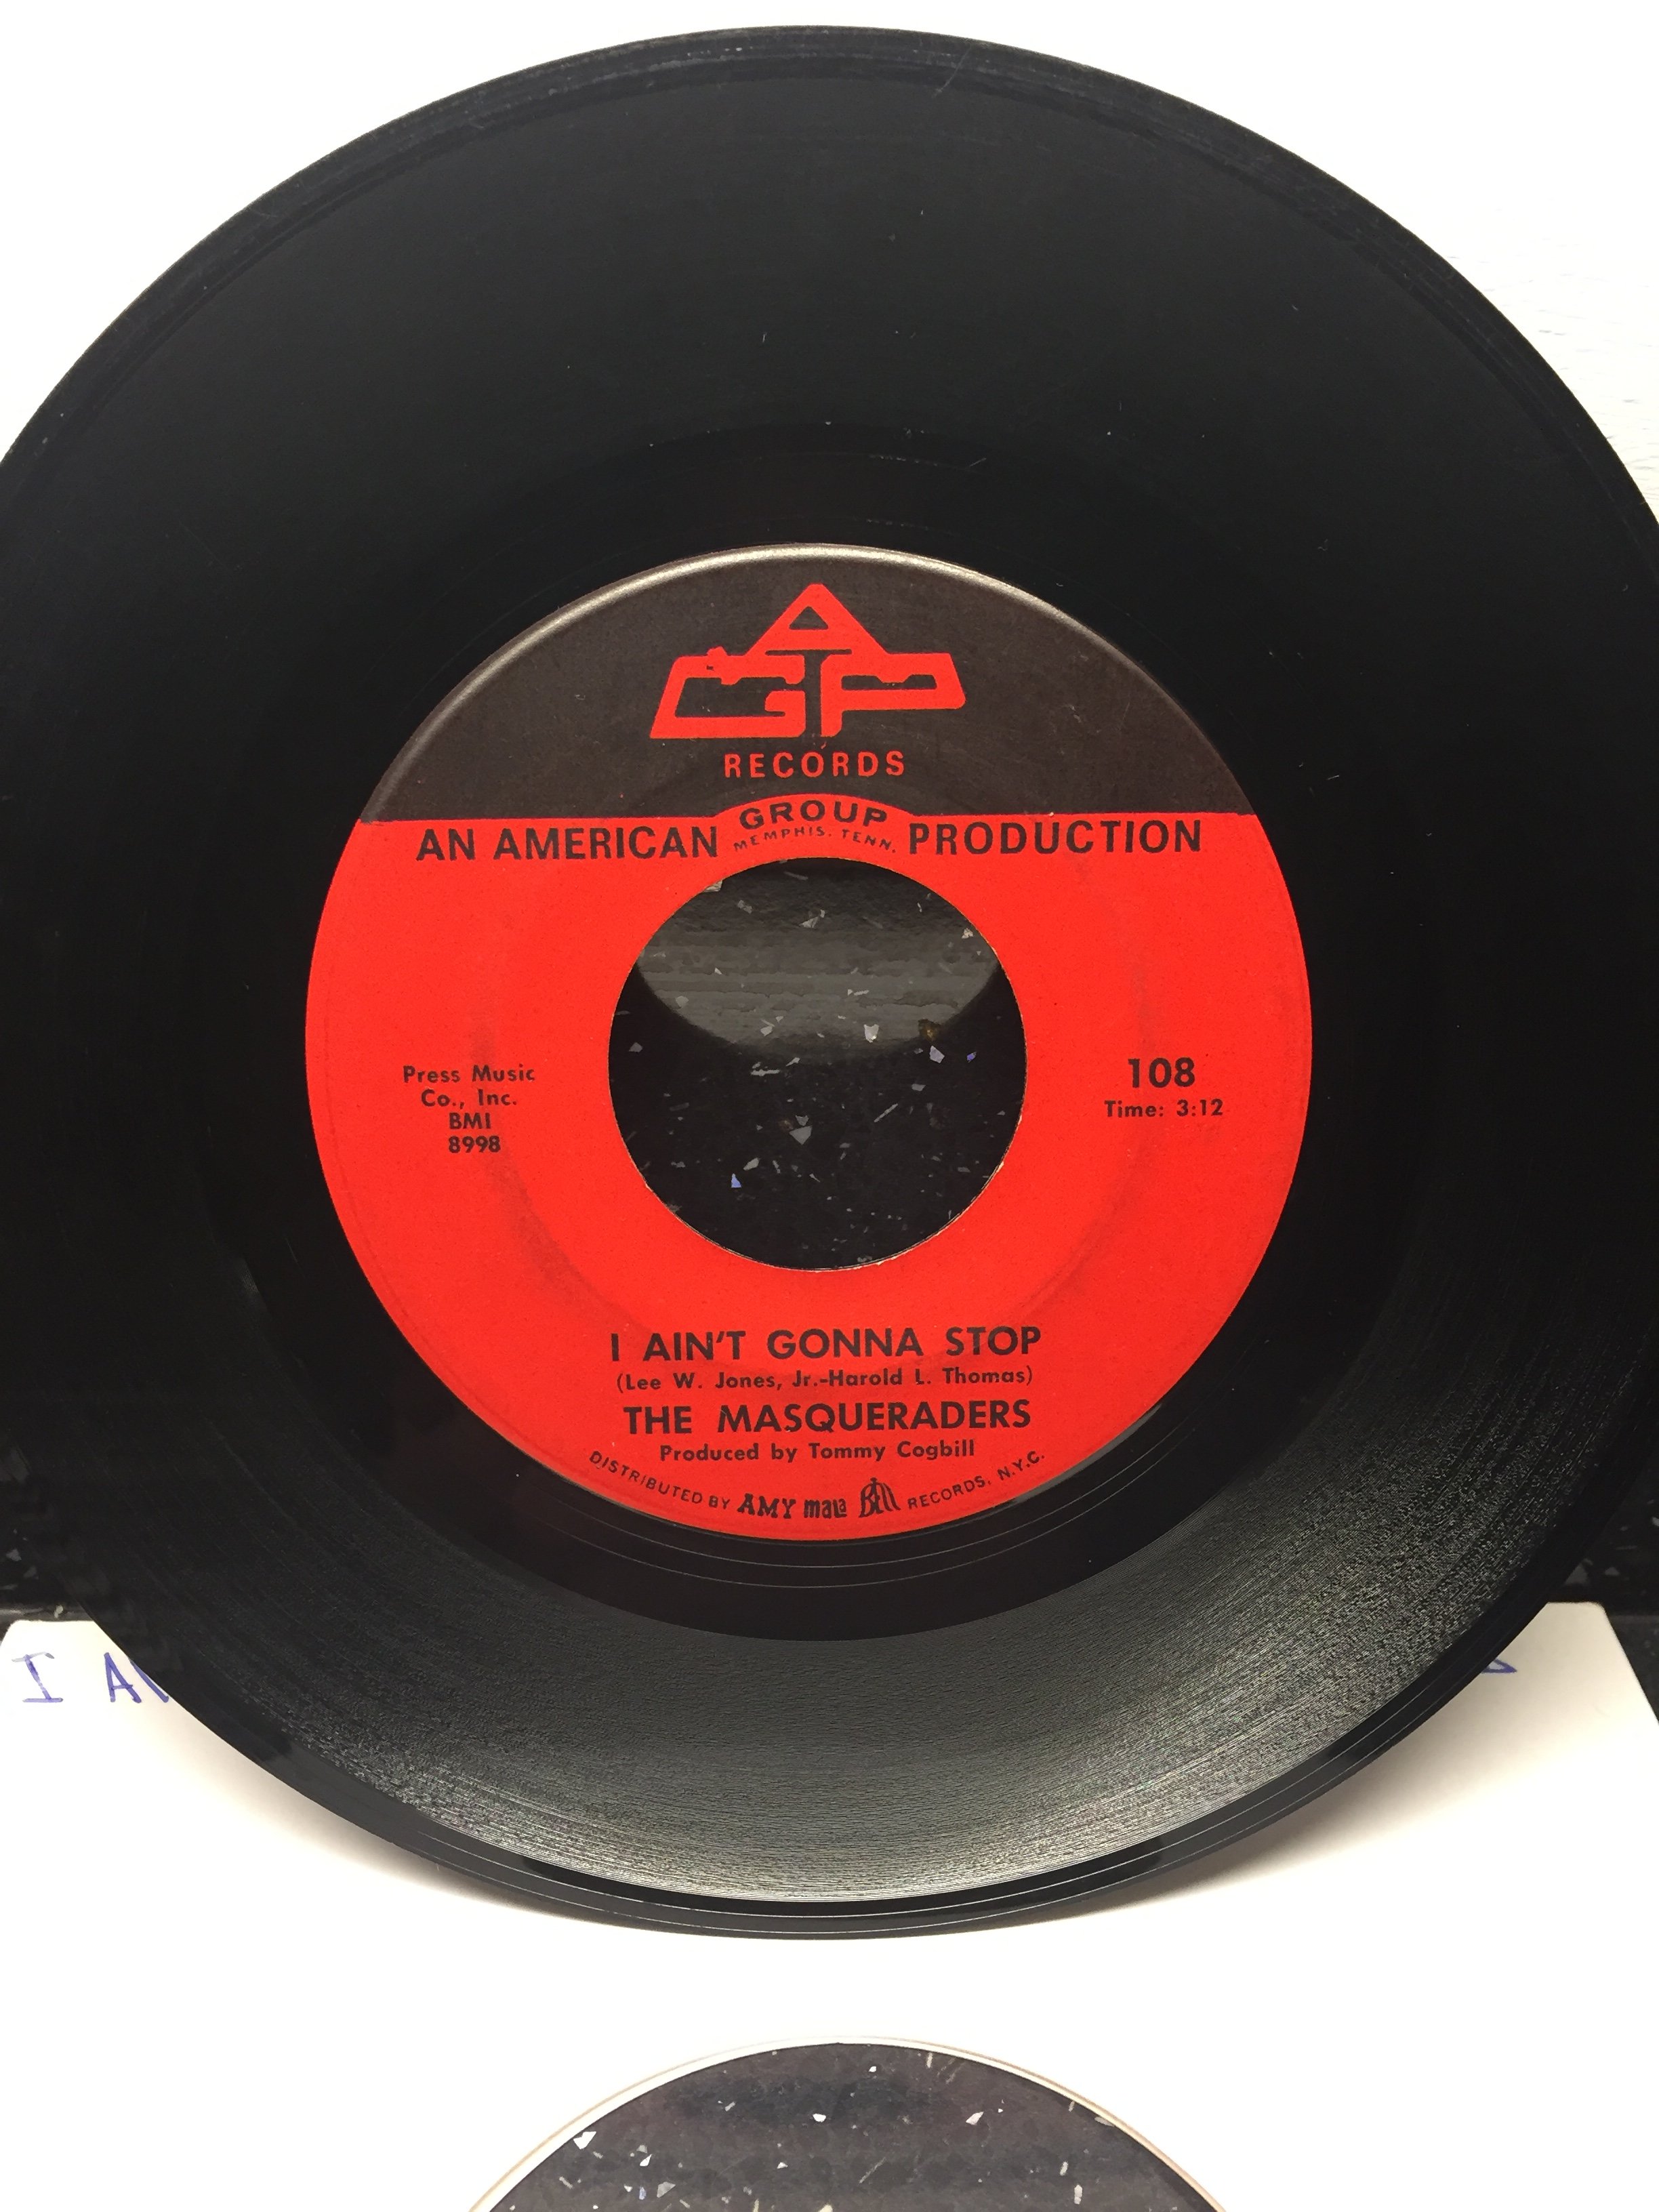 AGP
RECORDS
AN AMERICAN GROUP PRODUCTION
MEMPHIS, TENN.
Press Music
Co., Inc.
BMI
8998
108
Time: 3:12
I AIN'T GONNA STOP
(Lee W. Jones, Jr.-Harold L. Thomas)
THE MASQUERADERS
Produced by Tommy Cogbill
DISTRIBUTED BY AMY mala Bell RECORDS, N.Y.C.
I